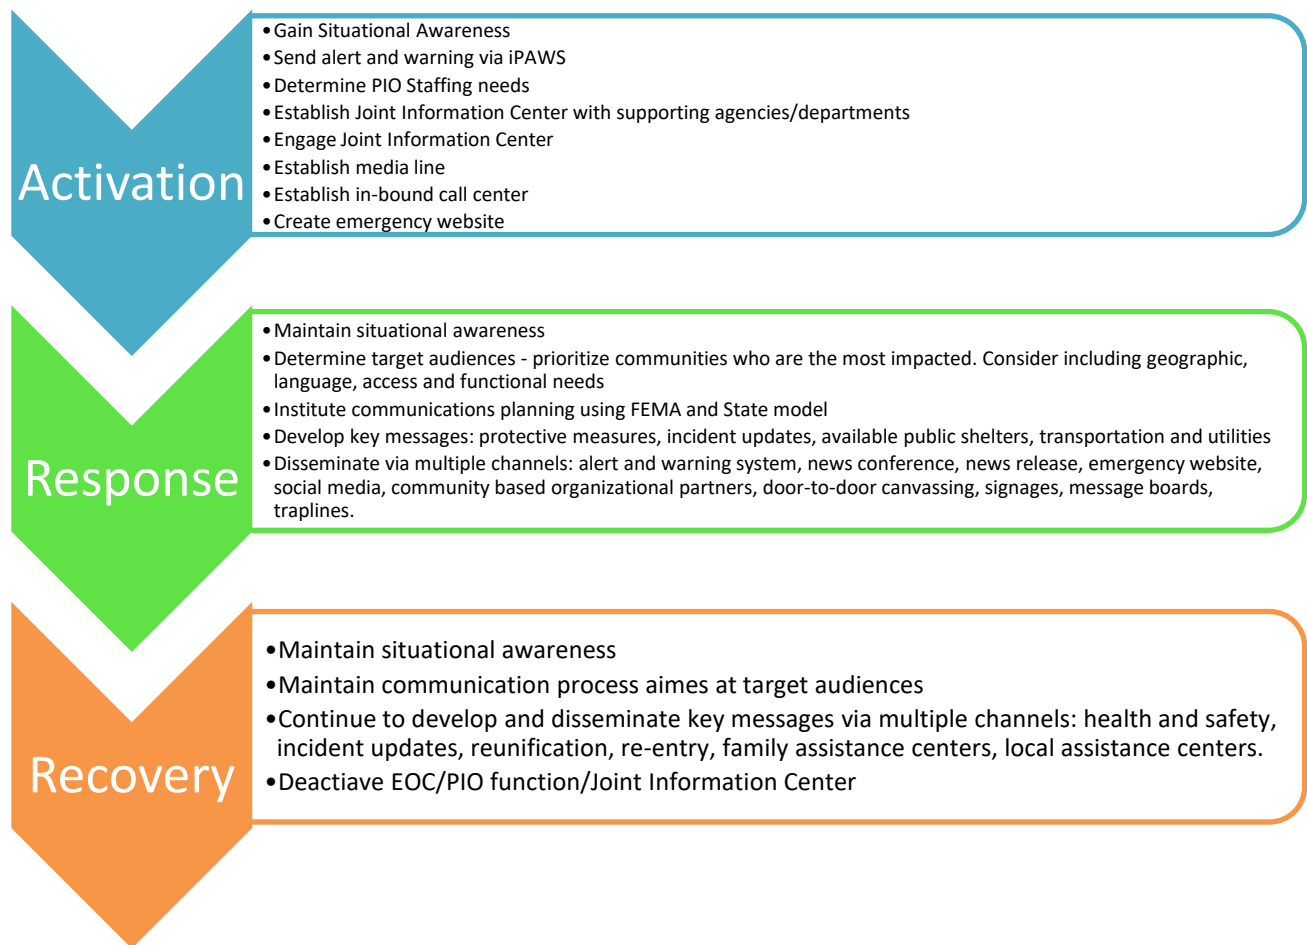 Activation
•Gain Situational Awareness
•Send alert and warning via iPAWS
•Determine PIO Staffing needs
•Establish Joint Information Center with supporting agencies/departments
•Engage Joint Information Center
•Establish media line
•Establish in-bound call center
•Create emergency website
Response
•Maintain situational awareness
•Determine target audiences - prioritize communities who are the most impacted. Consider including geographic,
language, access and functional needs
•Institute communications planning using FEMA and State model
•Develop key messages: protective measures, incident updates, available public shelters, transportation and utilities
•Disseminate via multiple channels: alert and warning system, news conference, news release, emergency website,
social media, community based organizational partners, door-to-door canvassing, signages, message boards,
traplines.
Recovery
•Maintain situational awareness
•Maintain communication process aimes at target audiences
•Continue to develop and disseminate key messages via multiple channels: health and safety,
incident updates, reunification, re-entry, family assistance centers, local assistance centers.
•Deactiave EOC/PIO function/Joint Information Center